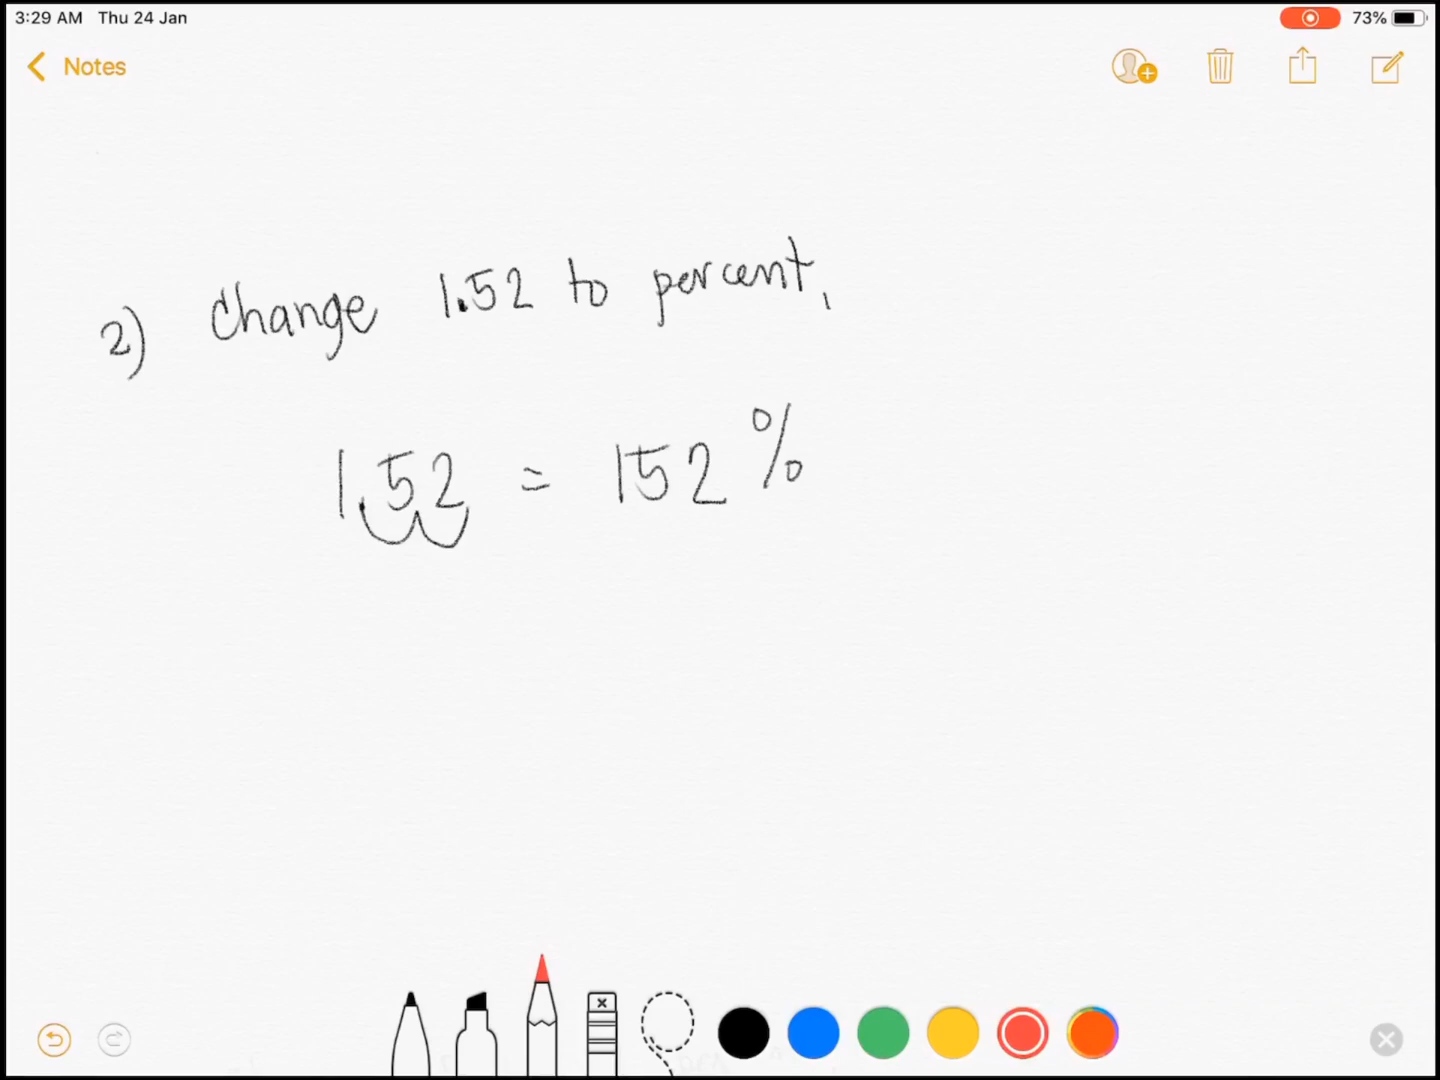 3:29 AM Thu 24 Jan
73%
Notes
2) Change 1.52 to percent,
1.52 = 152 %